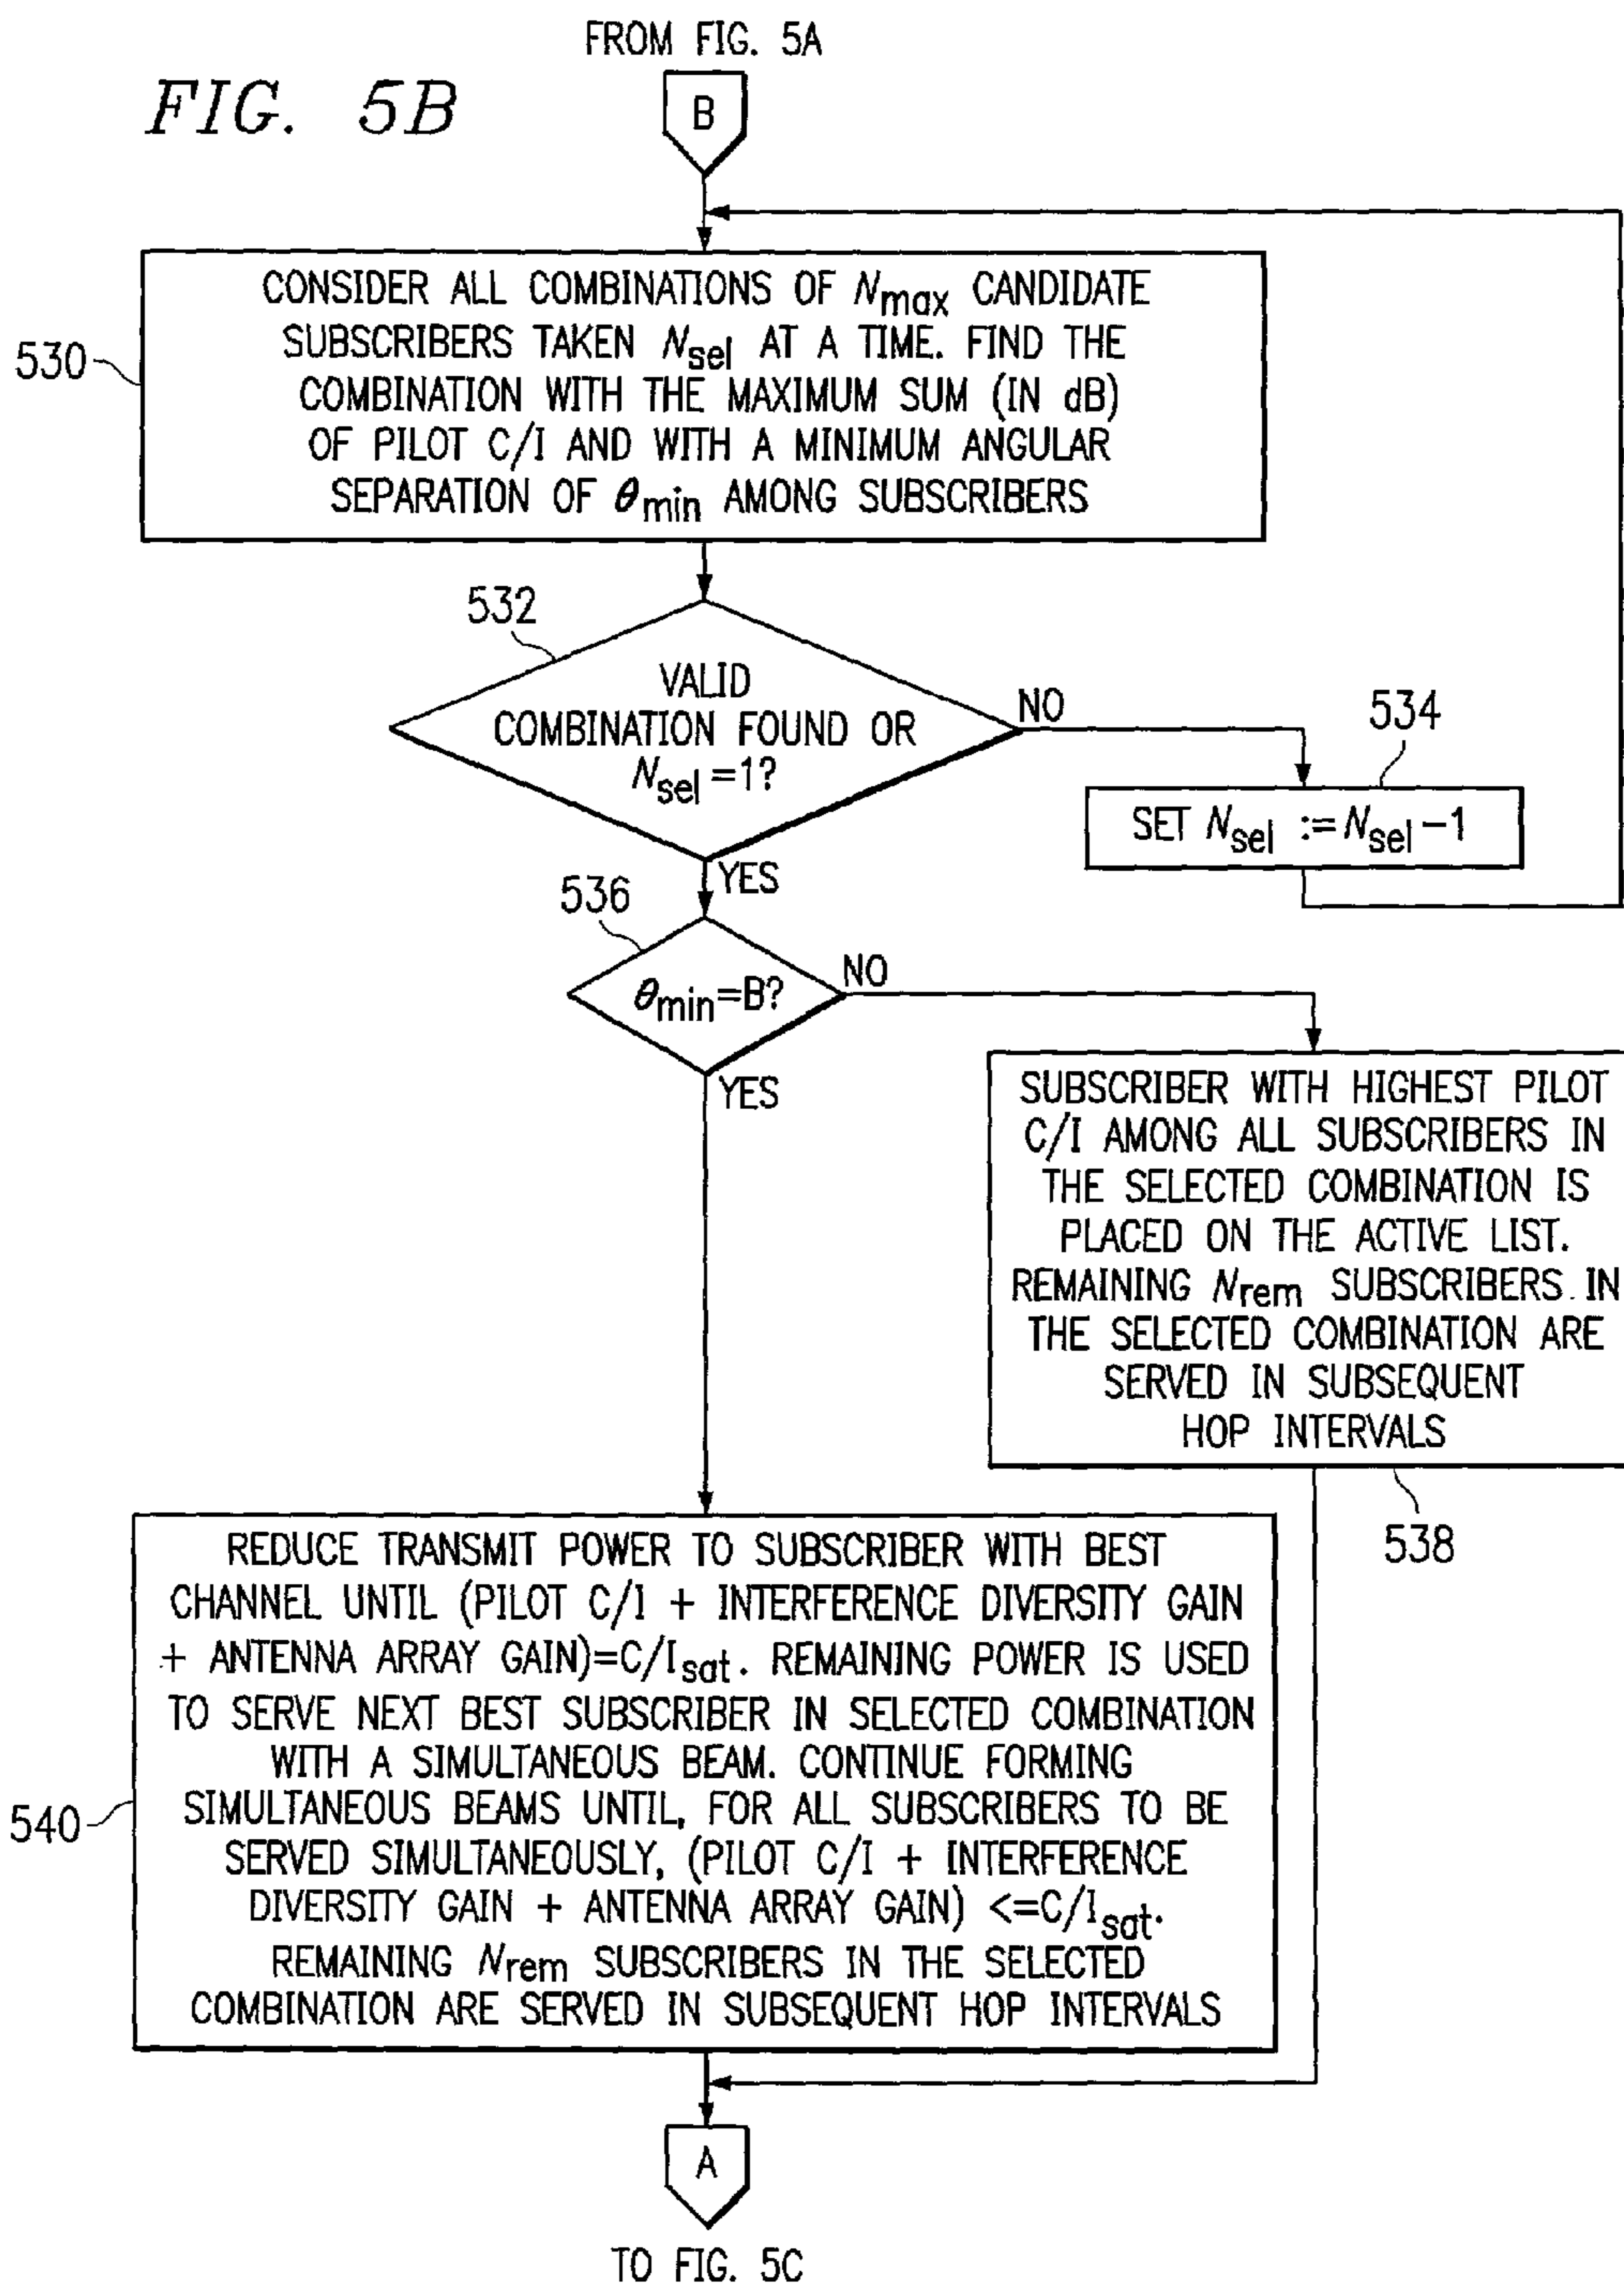 FROM FIG. 5A
FIG. 5B
B
530
CONSIDER ALL COMBINATIONS OF Nmax CANDIDATE
SUBSCRIBERS TAKEN Nsel AT A TIME. FIND THE
COMBINATION WITH THE MAXIMUM SUM (IN dB)
OF PILOT C/I AND WITH A MINIMUM ANGULAR
SEPARATION OF θmin AMONG SUBSCRIBERS
532
VALID
COMBINATION FOUND OR
Nsel=1?
NO
534
SET Nsel := Nsel-1
YES
536
θmin=B?
NO
YES
SUBSCRIBER WITH HIGHEST PILOT
C/I AMONG ALL SUBSCRIBERS IN
THE SELECTED COMBINATION IS
PLACED ON THE ACTIVE LIST.
REMAINING Nrem SUBSCRIBERS IN
THE SELECTED COMBINATION ARE
SERVED IN SUBSEQUENT
HOP INTERVALS
538
540
REDUCE TRANSMIT POWER TO SUBSCRIBER WITH BEST
CHANNEL UNTIL (PILOT C/I + INTERFERENCE DIVERSITY GAIN
+ ANTENNA ARRAY GAIN)=C/Isat. REMAINING POWER IS USED
TO SERVE NEXT BEST SUBSCRIBER IN SELECTED COMBINATION
WITH A SIMULTANEOUS BEAM. CONTINUE FORMING
SIMULTANEOUS BEAMS UNTIL, FOR ALL SUBSCRIBERS TO BE
SERVED SIMULTANEOUSLY, (PILOT C/I + INTERFERENCE
DIVERSITY GAIN + ANTENNA ARRAY GAIN) <=C/Isat.
REMAINING Nrem SUBSCRIBERS IN THE SELECTED
COMBINATION ARE SERVED IN SUBSEQUENT HOP INTERVALS
A
TO FIG. 5C